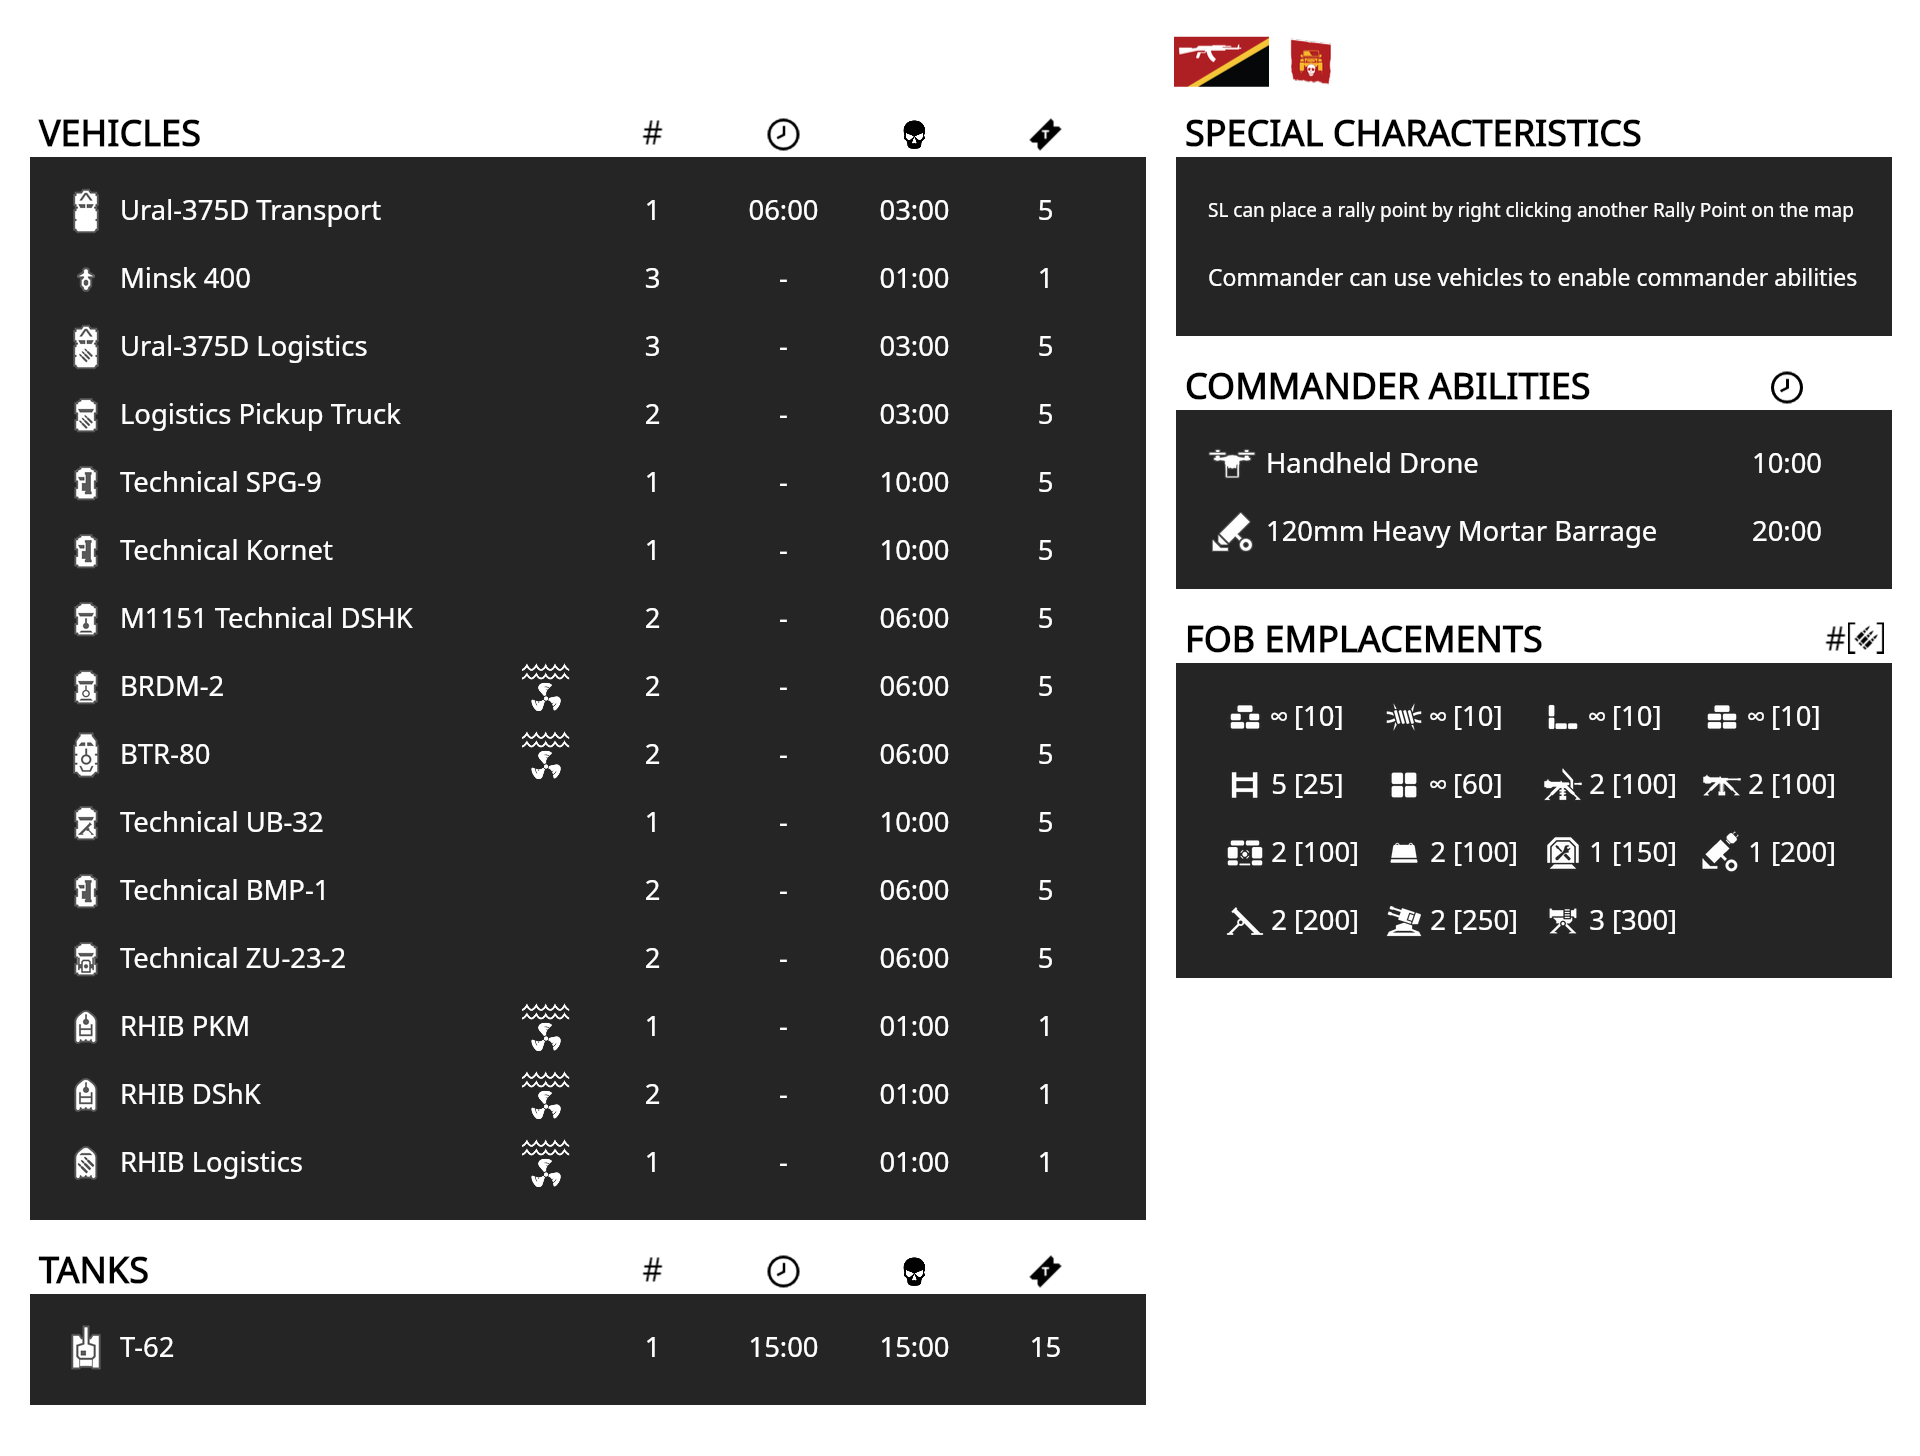 VEHICLES #
Ural-375D Transport 1 06:00 03:00 5
Minsk 400 3 - 01:00 1
Ural-375D Logistics 3 - 03:00 5
Logistics Pickup Truck 2 - 03:00 5
Technical SPG-9 1 - 10:00 5
Technical Kornet 1 - 10:00 5
M1151 Technical DSHK 2 - 06:00 5
BRDM-2 2 - 06:00 5
BTR-80 2 - 06:00 5
Technical UB-32 1 - 10:00 5
Technical BMP-1 2 - 06:00 5
Technical ZU-23-2 2 - 06:00 5
RHIB PKM 1 - 01:00 1
RHIB DShK 2 - 01:00 1
RHIB Logistics 1 - 01:00 1
TANKS #
T-62 1 15:00 15:00 15
SPECIAL CHARACTERISTICS
SL can place a rally point by right clicking another Rally Point on the map
Commander can use vehicles to enable commander abilities
COMMANDER ABILITIES
Handheld Drone 10:00
120mm Heavy Mortar Barrage 20:00
FOB EMPLACEMENTS #[]
∞ [10] ∞ [10] ∞ [10] ∞ [10]
5 [25] ∞ [60] 2 [100] 2 [100]
2 [100] 2 [100] 1 [150] 1 [200]
2 [200] 2 [250] 3 [300]